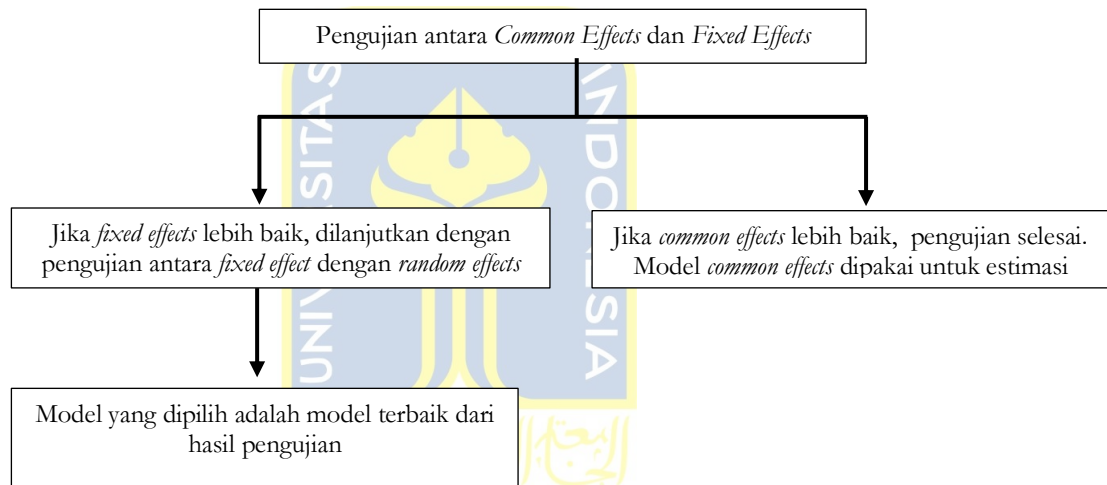 Pengujian antara Common Effects dan Fixed Effects
UNIVERSITAS
INDONESIA
Jika fixed effects lebih baik, dilanjutkan dengan
pengujian antara fixed effect dengan random effects
Jika common effects lebih baik, pengujian selesai.
Model common effects dipakai untuk estimasi
Model yang dipilih adalah model terbaik dari
hasil pengujian